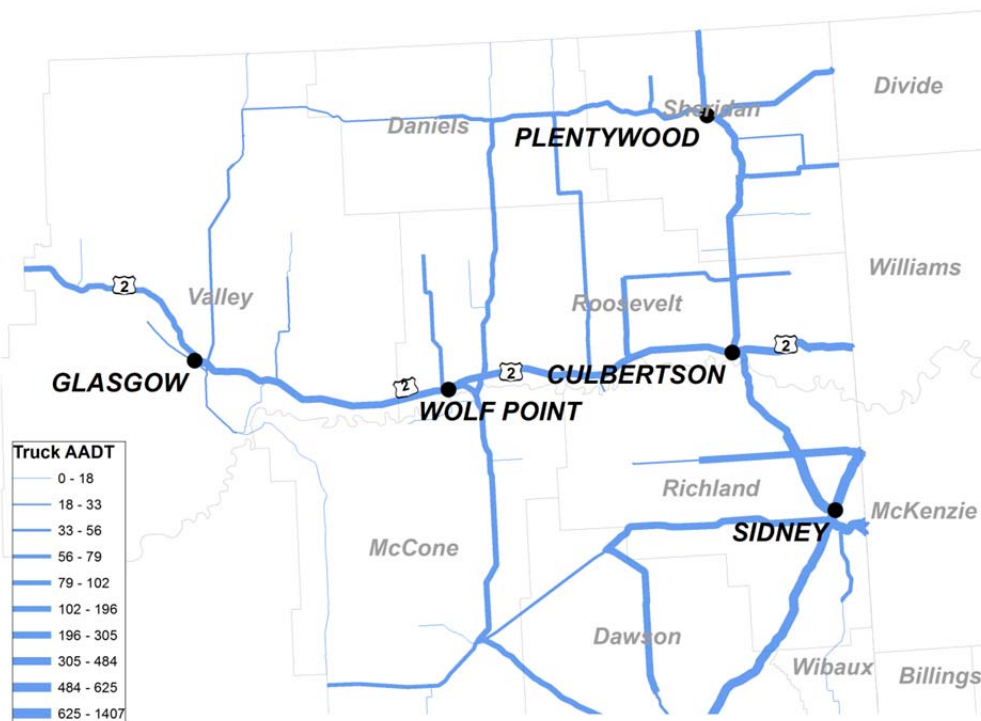 Divide
Sheridan
Daniels
PLENTYWOOD
Williams
2
Valley
Roosevelt
2
GLASGOW
2
2
CULBERTSON
WOLF POINT
Truck AADT
0 - 18
18 - 33
33 - 56
56 - 79
79 - 102
102 - 196
196 - 305
305 - 484
484 - 625
625 - 1407
Richland
McKenzie
SIDNEY
McCone
Dawson
Wibaux
Billings